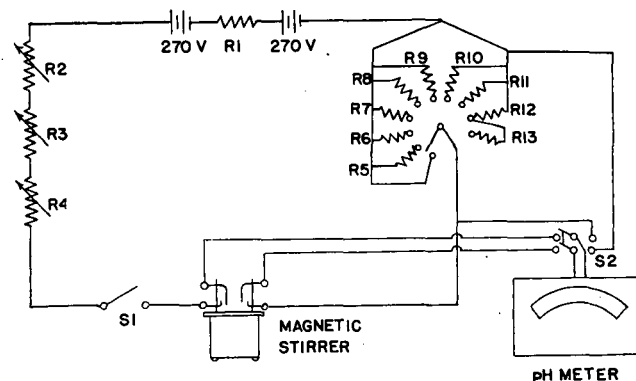 270 V R1 270 V
R2
R3
R4
R9 R10
R8 R11
R7 R12
R6 R13
R5
S1
S2
MAGNETIC
STIRRER
pH METER